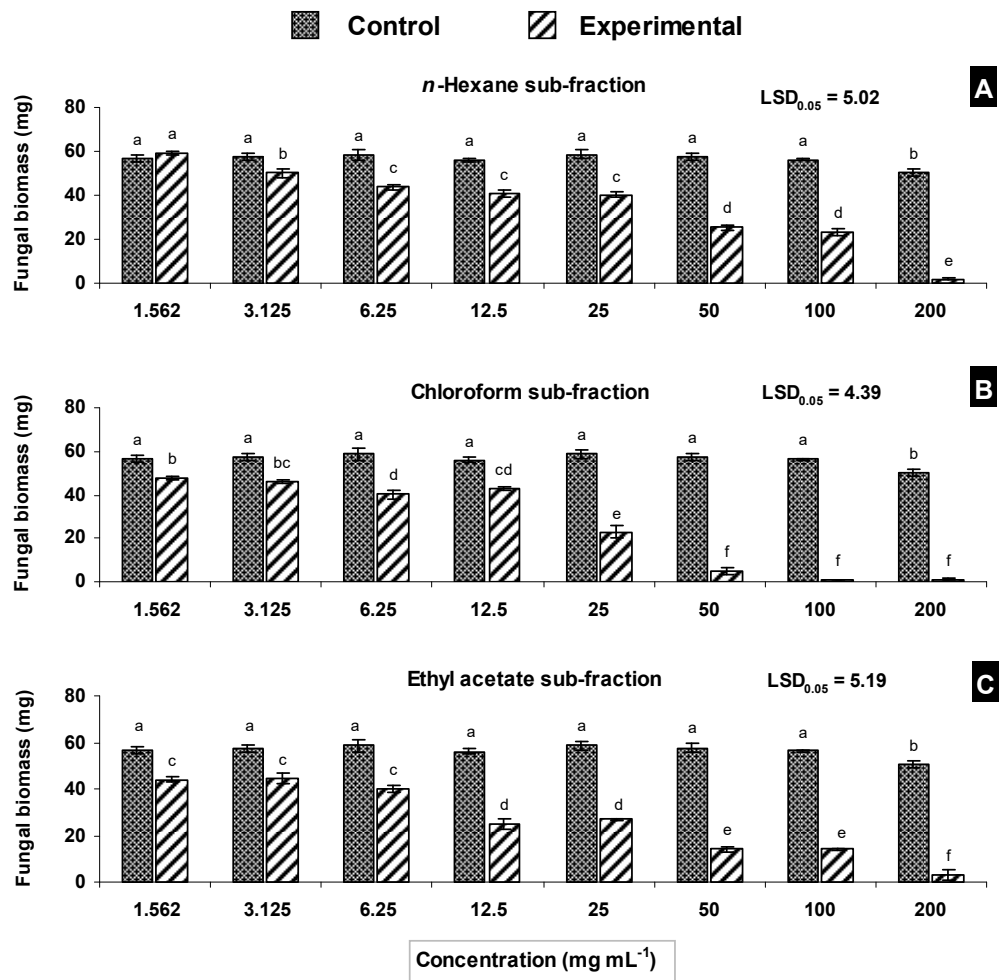 Control Experimental
n-Hexane sub-fraction
LSD0.05 = 5.02
A
Fungal biomass (mg)
80
60
40
20
0
a a a b a c a c a c a d a d b e
1.562 3.125 6.25 12.5 25 50 100 200
Chloroform sub-fraction
LSD0.05 = 4.39
B
Fungal biomass (mg)
80
60
40
20
0
a b a bc a d a cd a e a f a f b f
1.562 3.125 6.25 12.5 25 50 100 200
Ethyl acetate sub-fraction
LSD0.05 = 5.19
C
Fungal biomass (mg)
80
60
40
20
0
a c a c a c a d a d a e a e b f
1.562 3.125 6.25 12.5 25 50 100 200
Concentration (mg mL-1)